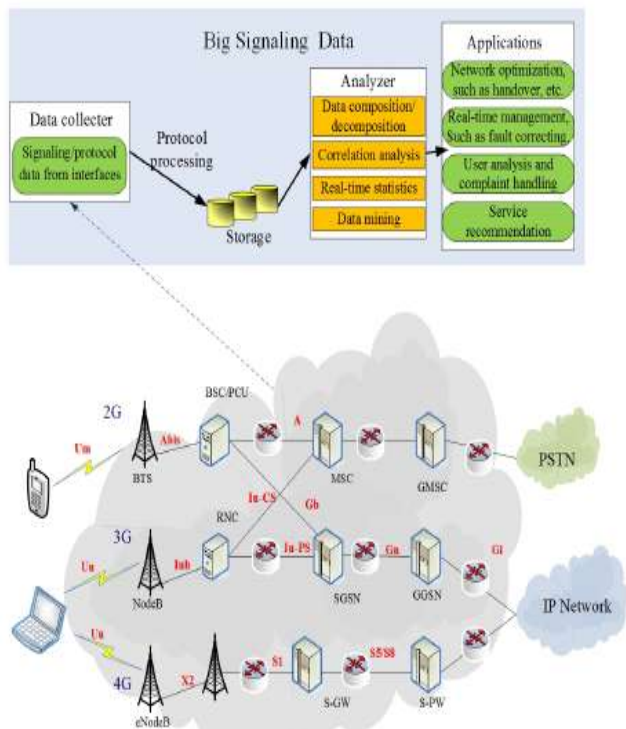 Big Signaling Data
Applications
Network optimization,
such as handover, etc.
Real-time management,
Such as fault correcting,
User analysis and
complaint handling
Service
recommendation
Analyzer
Data composition/
decomposition
Correlation analysis
Real-time statistics
Data mining
Data collecter
Signaling/protocol
data from interfaces
Protocol
processing
Storage
BSC/PCU
2G
Um
Abis
A
BTS
MSC
GMSC
PSTN
Iu-CS
Gb
RNC
3G
Uu
Iub
Iu-PS
Gn
Gi
NodeB
SGSN
GGSN
IP Network
Uu
4G
X2
S1
S5/S8
eNodeB
S-GW
S-PW